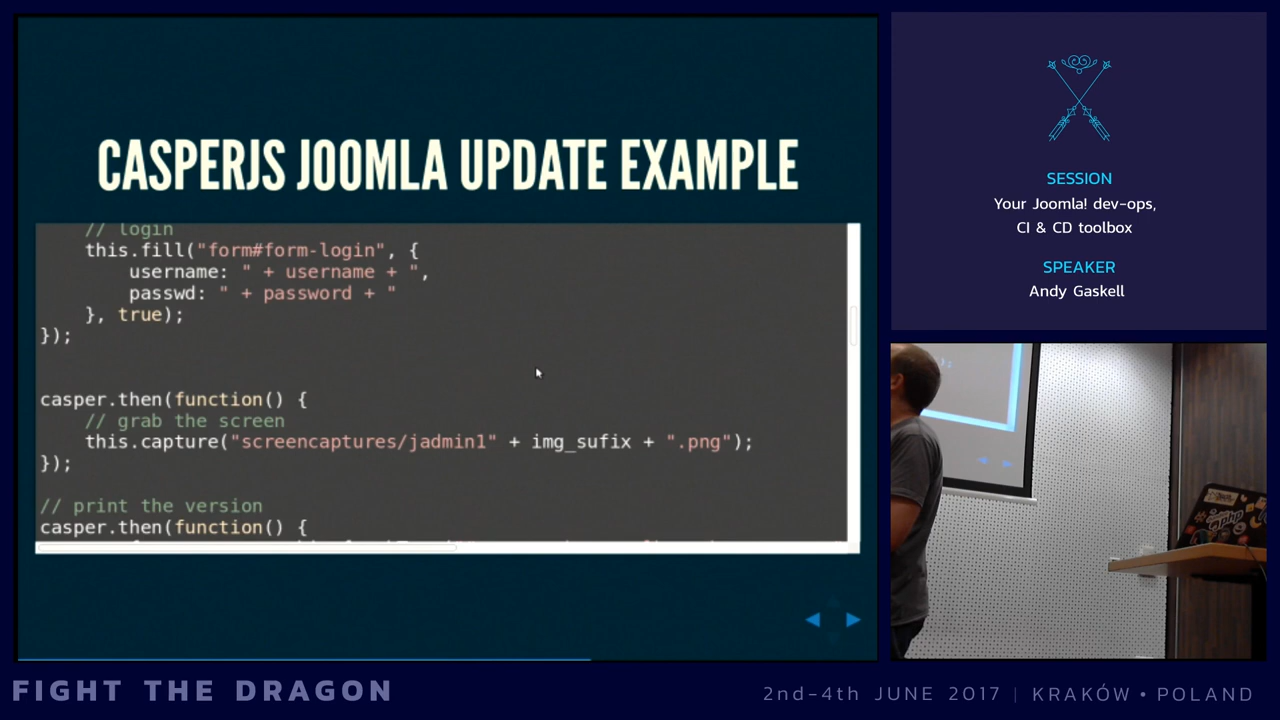 CASPERJS JOOMLA UPDATE EXAMPLE
// login
this.fill("form#form-login", {
username: " + username + ",
passwd: " + password + "
}, true);
});
casper.then(function() {
// grab the screen
this.capture("screencaptures/jadmin1" + img_sufix + ".png");
});
// print the version
casper.then(function() {
SESSION
Your Joomla! dev-ops,
CI & CD toolbox
SPEAKER
Andy Gaskell
php
FIGHT THE DRAGON
2nd-4th JUNE 2017 | KRAKÓW • POLAND